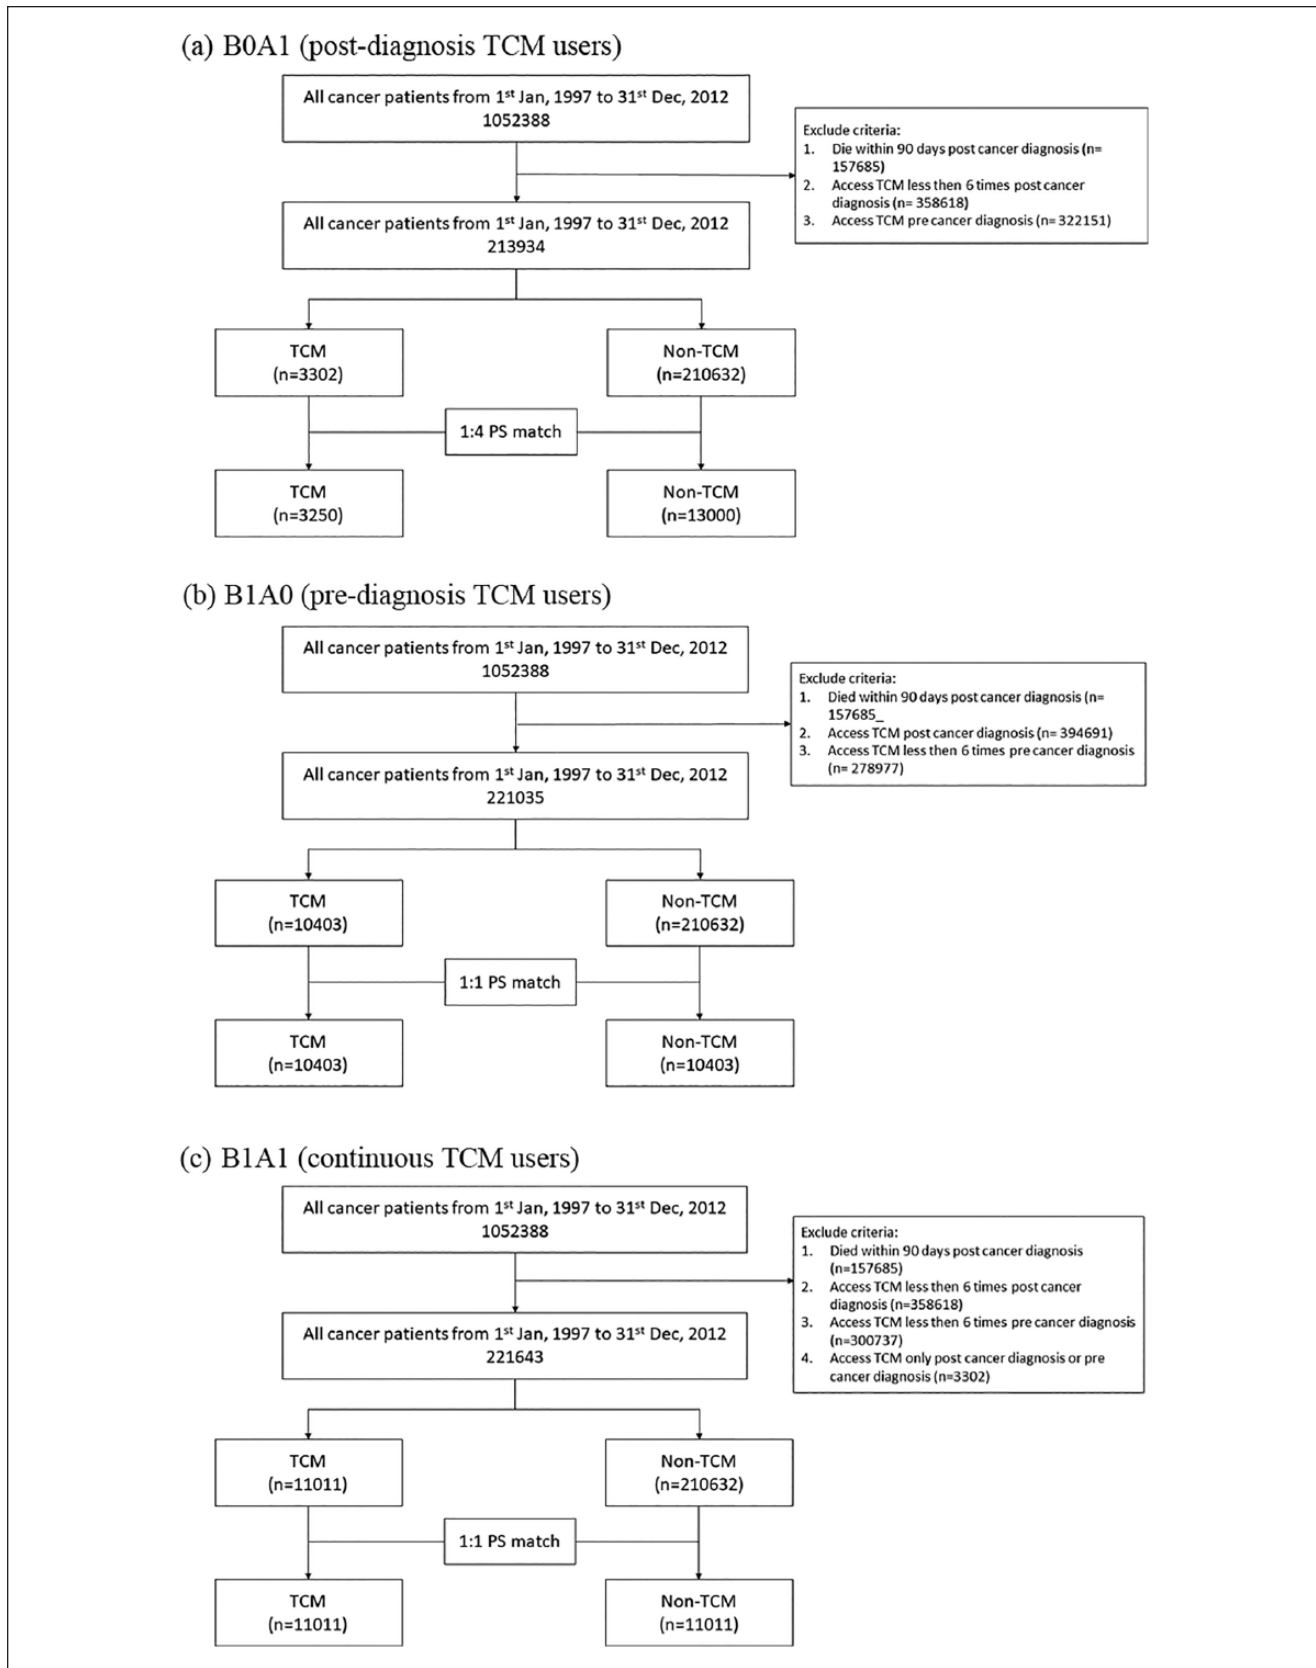 (a) B0A1 (post-diagnosis TCM users)
All cancer patients from 1st Jan, 1997 to 31st Dec, 2012
1052388
Exclude criteria:
1. Die within 90 days post cancer diagnosis (n=
157685)
2. Access TCM less then 6 times post cancer
diagnosis (n= 358618)
3. Access TCM pre cancer diagnosis (n= 322151)
All cancer patients from 1st Jan, 1997 to 31st Dec, 2012
213934
TCM
(n=3302)
Non-TCM
(n=210632)
1:4 PS match
TCM
(n=3250)
Non-TCM
(n=13000)
(b) B1A0 (pre-diagnosis TCM users)
All cancer patients from 1st Jan, 1997 to 31st Dec, 2012
1052388
Exclude criteria:
1. Died within 90 days post cancer diagnosis (n=
157685_
2. Access TCM post cancer diagnosis (n= 394691)
3. Access TCM less then 6 times pre cancer diagnosis
(n= 278977)
All cancer patients from 1st Jan, 1997 to 31st Dec, 2012
221035
TCM
(n=10403)
Non-TCM
(n=210632)
1:1 PS match
TCM
(n=10403)
Non-TCM
(n=10403)
(c) B1A1 (continuous TCM users)
All cancer patients from 1st Jan, 1997 to 31st Dec, 2012
1052388
Exclude criteria:
1. Died within 90 days post cancer diagnosis
(n=157685)
2. Access TCM less then 6 times post cancer
diagnosis (n=358618)
3. Access TCM less then 6 times pre cancer diagnosis
(n=300737)
4. Access TCM only post cancer diagnosis or pre
cancer diagnosis (n=3302)
All cancer patients from 1st Jan, 1997 to 31st Dec, 2012
221643
TCM
(n=11011)
Non-TCM
(n=210632)
1:1 PS match
TCM
(n=11011)
Non-TCM
(n=11011)